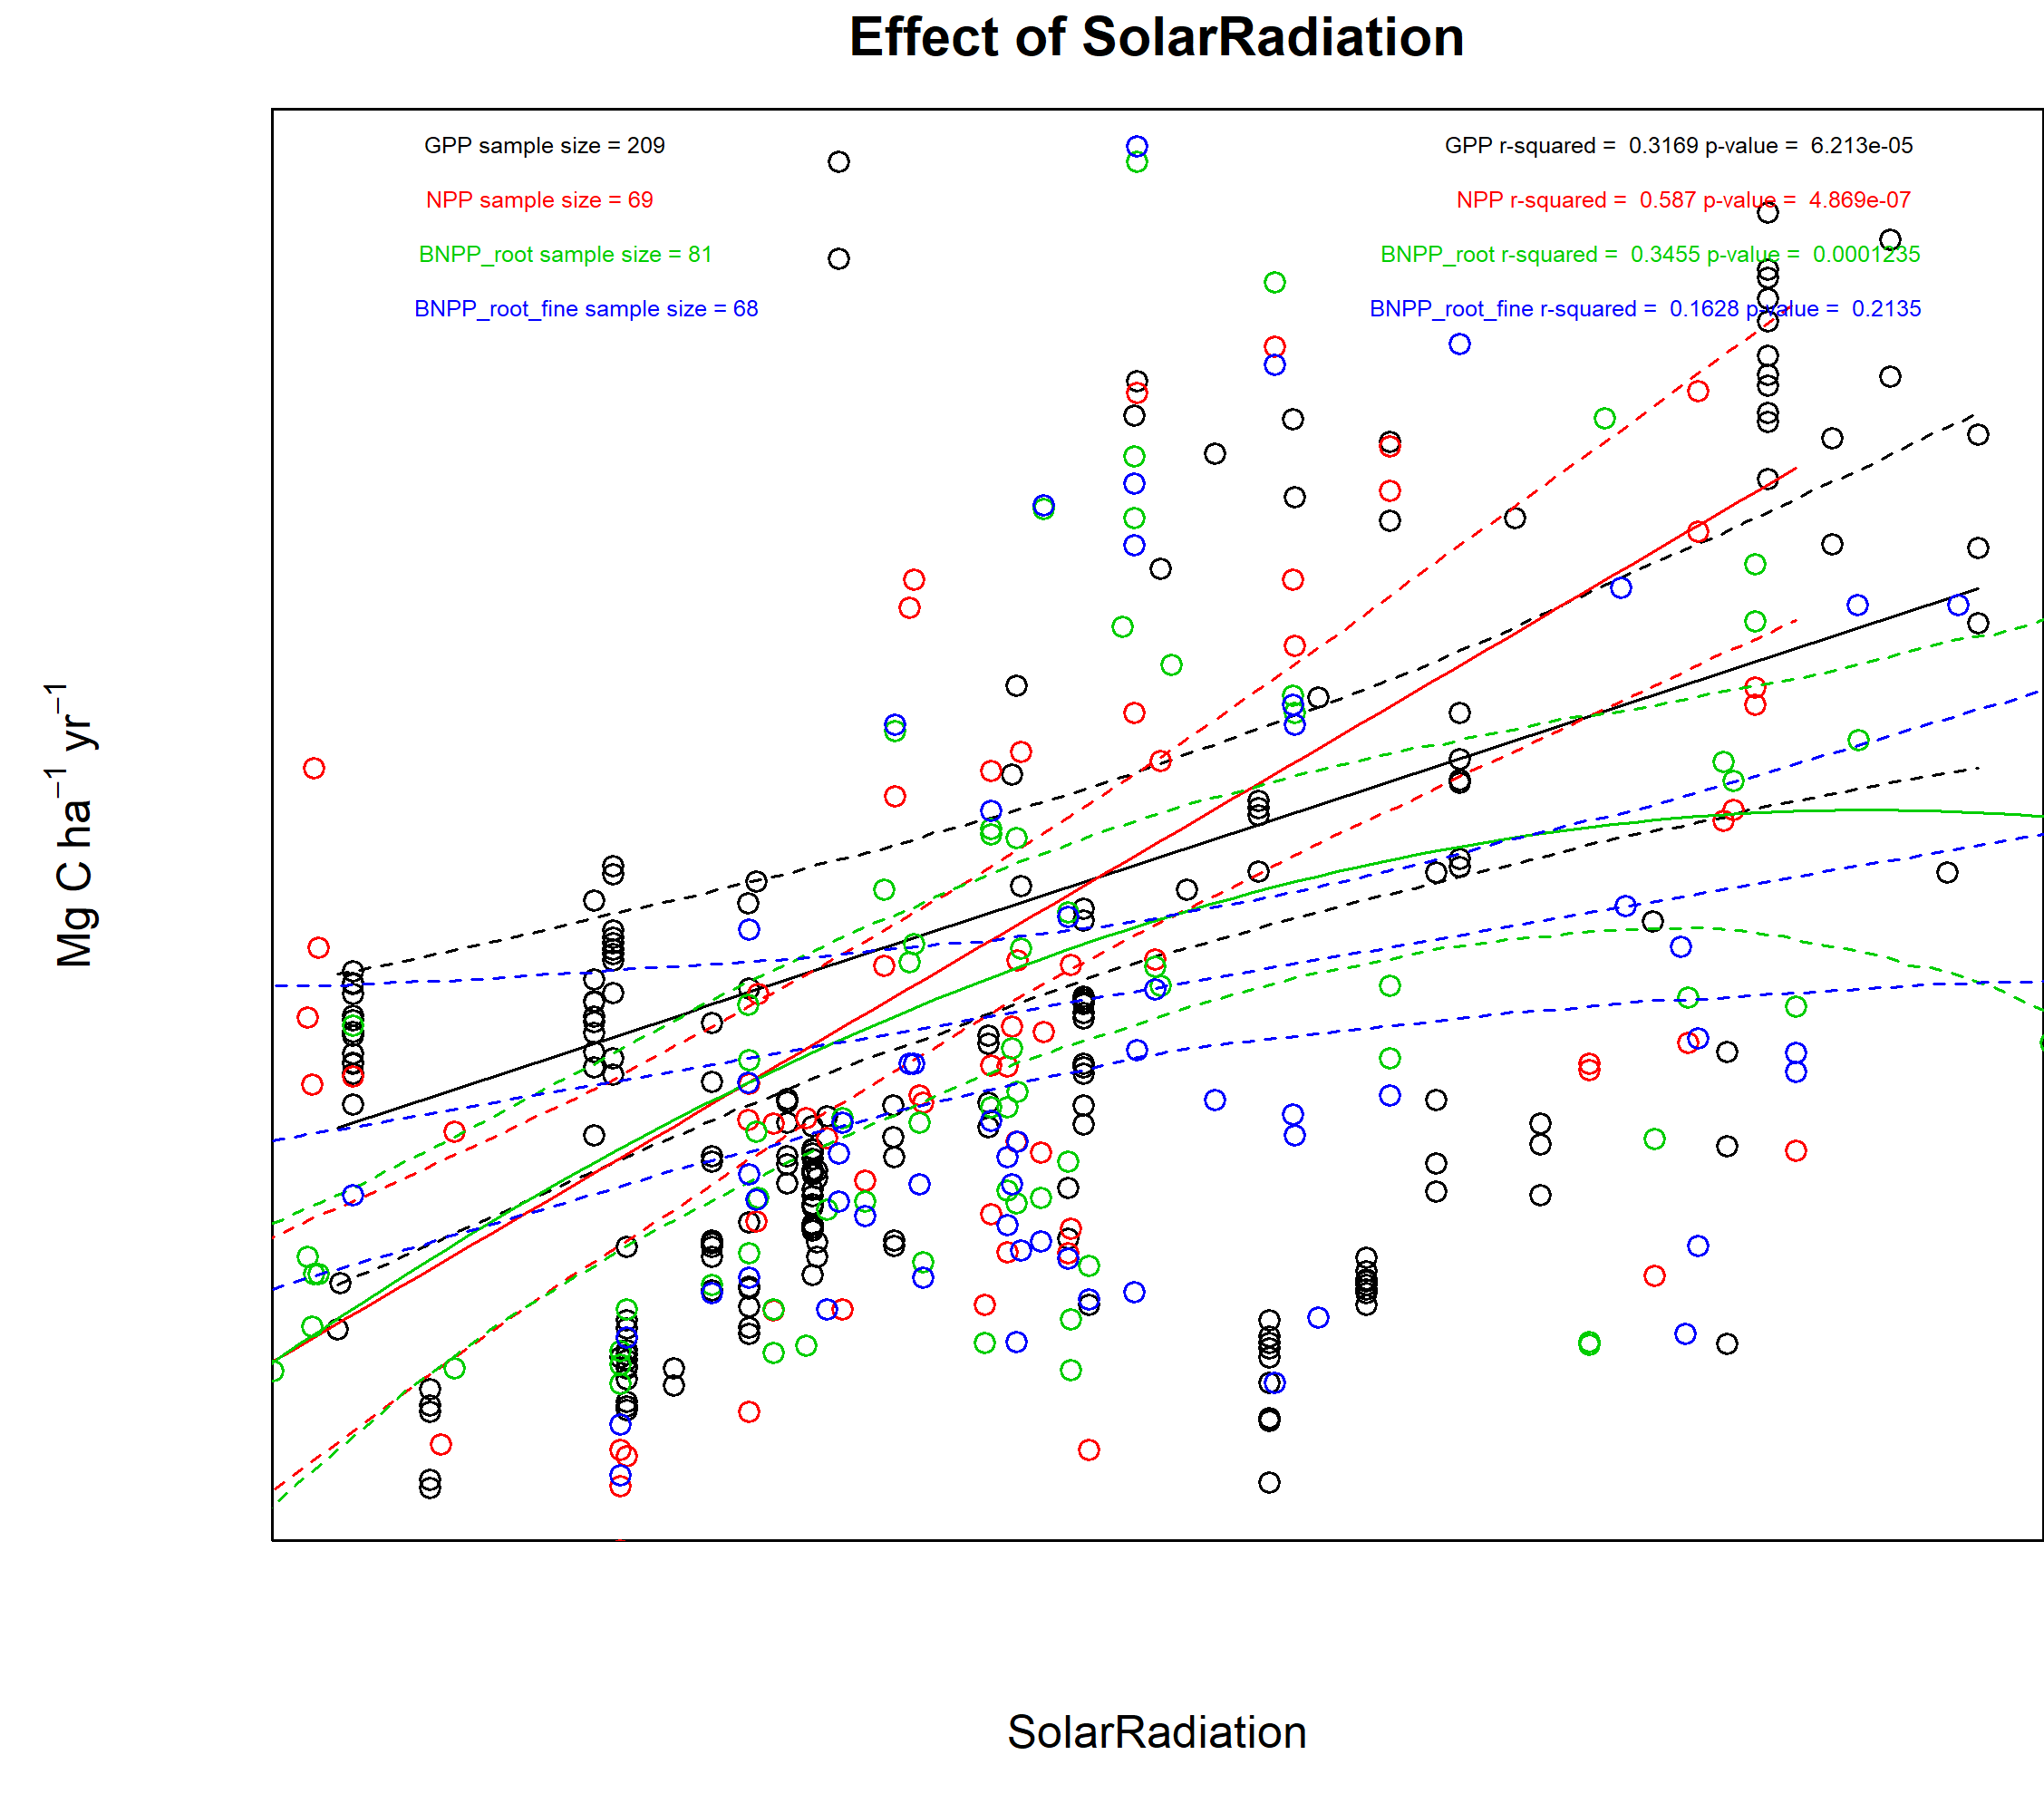 Effect of SolarRadiation
GPP sample size = 209
GPP r-squared = 0.3169 p-value = 6.213e-05
NPP sample size = 69
NPP r-squared = 0.587 p-value = 4.869e-07
BNPP_root sample size = 81
BNPP_root r-squared = 0.3455 p-value = 0.0001235
BNPP_root_fine sample size = 68
BNPP_root_fine r-squared = 0.1628 p-value = 0.2135
Mg C ha⁻¹ yr⁻¹
SolarRadiation